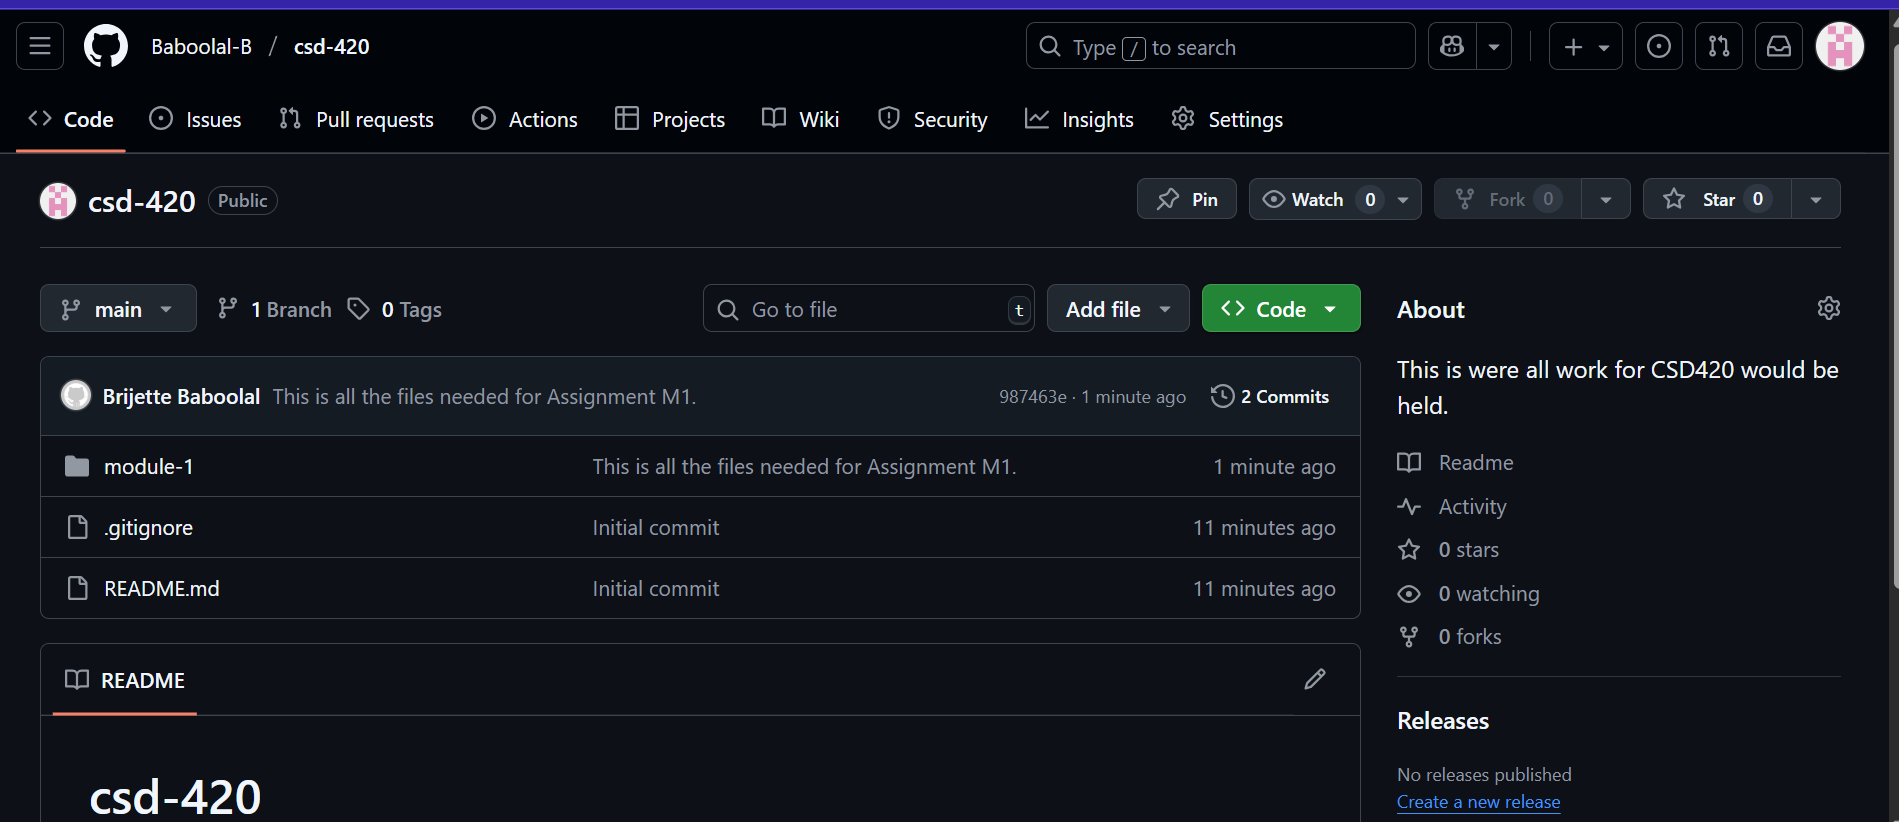 Baboolal-B / csd-420
Type / to search
Code Issues Pull requests Actions Projects Wiki Security Insights Settings
csd-420 Public
Pin Watch 0 Fork 0 Star 0
main 1 Branch 0 Tags
Go to file t Add file Code
Brijette Baboolal This is all the files needed for Assignment M1. 987463e · 1 minute ago 2 Commits
module-1 This is all the files needed for Assignment M1. 1 minute ago
.gitignore Initial commit 11 minutes ago
README.md Initial commit 11 minutes ago
README
csd-420
About
This is were all work for CSD420 would be
held.
Readme
Activity
0 stars
0 watching
0 forks
Releases
No releases published
Create a new release